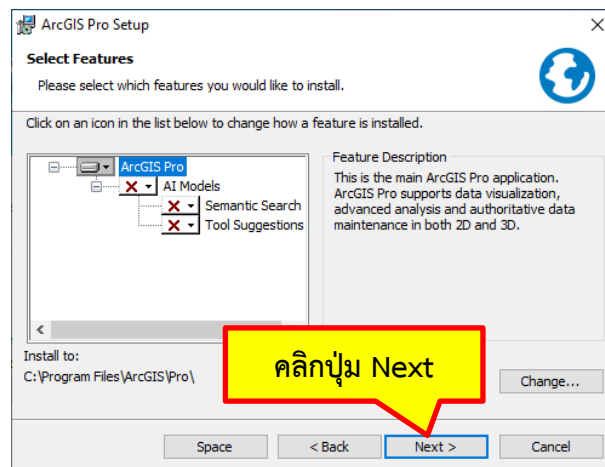 ArcGIS Pro Setup
Select Features
Please select which features you would like to install.
Click on an icon in the list below to change how a feature is installed.
ArcGIS Pro
AI Models
Semantic Search
Tool Suggestions
Feature Description
This is the main ArcGIS Pro application.
ArcGIS Pro supports data visualization,
advanced analysis and authoritative data
maintenance in both 2D and 3D.
Install to:
C:\Program Files\ArcGIS\Pro\
คลิกปุ่ม Next
Change...
Space
< Back
Next >
Cancel